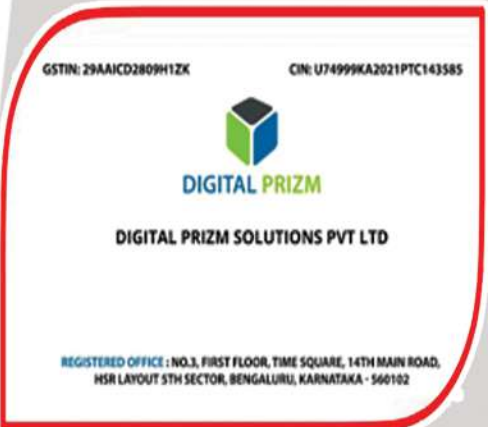 GSTIN: 29AAICD2809H1ZK CIN: U74999KA2021PTC143585
DIGITAL PRIZM
DIGITAL PRIZM SOLUTIONS PVT LTD
REGISTERED OFFICE : NO.3, FIRST FLOOR, TIME SQUARE, 14TH MAIN ROAD,
HSR LAYOUT 5TH SECTOR, BENGALURU, KARNATAKA - 560102